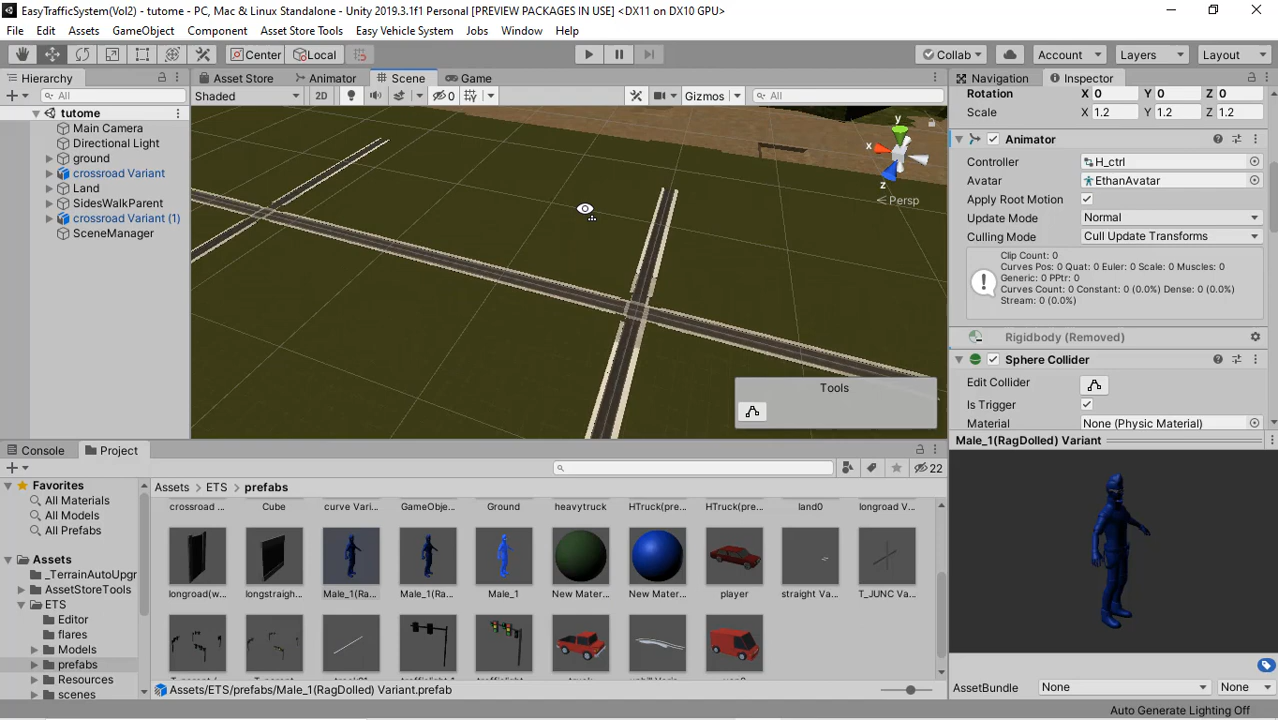 EasyTrafficSystem(Vol2) - tutome - PC, Mac & Linux Standalone - Unity 2019.3.1f1 Personal [PREVIEW PACKAGES IN USE] <DX11 on DX10 GPU>
File Edit Assets GameObject Component Asset Store Tools Easy Vehicle System Jobs Window Help
Center Local Collab Account Layers Layout
Hierarchy
All
tutome
Main Camera
Directional Light
ground
crossroad Variant
Land
SidesWalkParent
crossroad Variant (1)
SceneManager
Asset Store Animator Scene Game
Shaded 2D 0 Gizmos All
y
x
z
Persp
Tools
Navigation Inspector
Rotation X 0 Y 0 Z 0
Scale X 1.2 Y 1.2 Z 1.2
Animator
Controller H_ctrl
Avatar EthanAvatar
Apply Root Motion
Update Mode Normal
Culling Mode Cull Update Transforms
Clip Count: 0
Curves Pos: 0 Quat: 0 Euler: 0 Scale: 0 Muscles: 0
Generic: 0 PPtr: 0
Curves Count: 0 Constant: 0 (0.0%) Dense: 0 (0.0%)
Stream: 0 (0.0%)
Rigidbody (Removed)
Sphere Collider
Edit Collider
Is Trigger
Material None (Physic Material)
Male_1(RagDolled) Variant
AssetBundle None None
Auto Generate Lighting Off
Console Project
22
Favorites
All Materials
All Models
All Prefabs
Assets
_TerrainAutoUpgr
AssetStoreTools
ETS
Editor
flares
Models
prefabs
Resources
scenes
Assets ETS prefabs
crossroad ... Cube curve Vari... GameObje... Ground heavytruck HTruck(pre... HTruck(pre... land0 longroad V...
longroad(w... longstraigh... Male_1(Ra... Male_1(Ra... Male_1 New Mater... New Mater... player straight Va... T_JUNC Va...
Assets/ETS/prefabs/Male_1(RagDolled) Variant.prefab